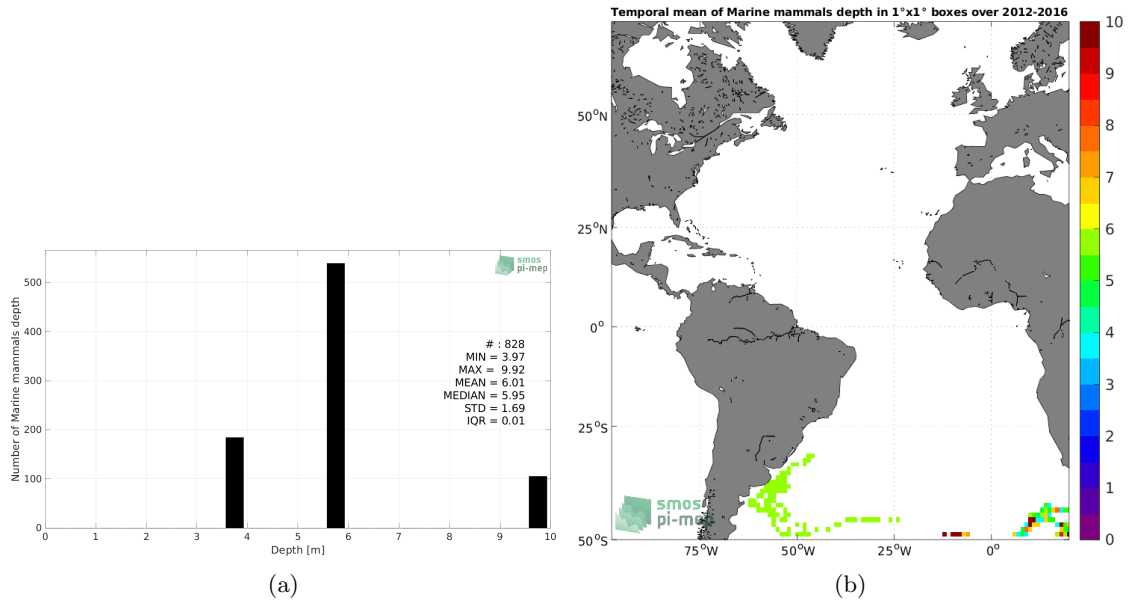 Temporal mean of Marine mammals depth in 1°x1° boxes over 2012-2016
smos
pi-mep
# : 828
MIN = 3.97
MAX = 9.92
MEAN = 6.01
MEDIAN = 5.95
STD = 1.69
IQR = 0.01
Number of Marine mammals depth
500
400
300
200
100
0
0 1 2 3 4 5 6 7 8 9 10
Depth [m]
(a)
50°N
25°N
0°
25°S
50°S
75°W 50°W 25°W 0°
smos
pi-mep
10
9
8
7
6
5
4
3
2
1
0
(b)